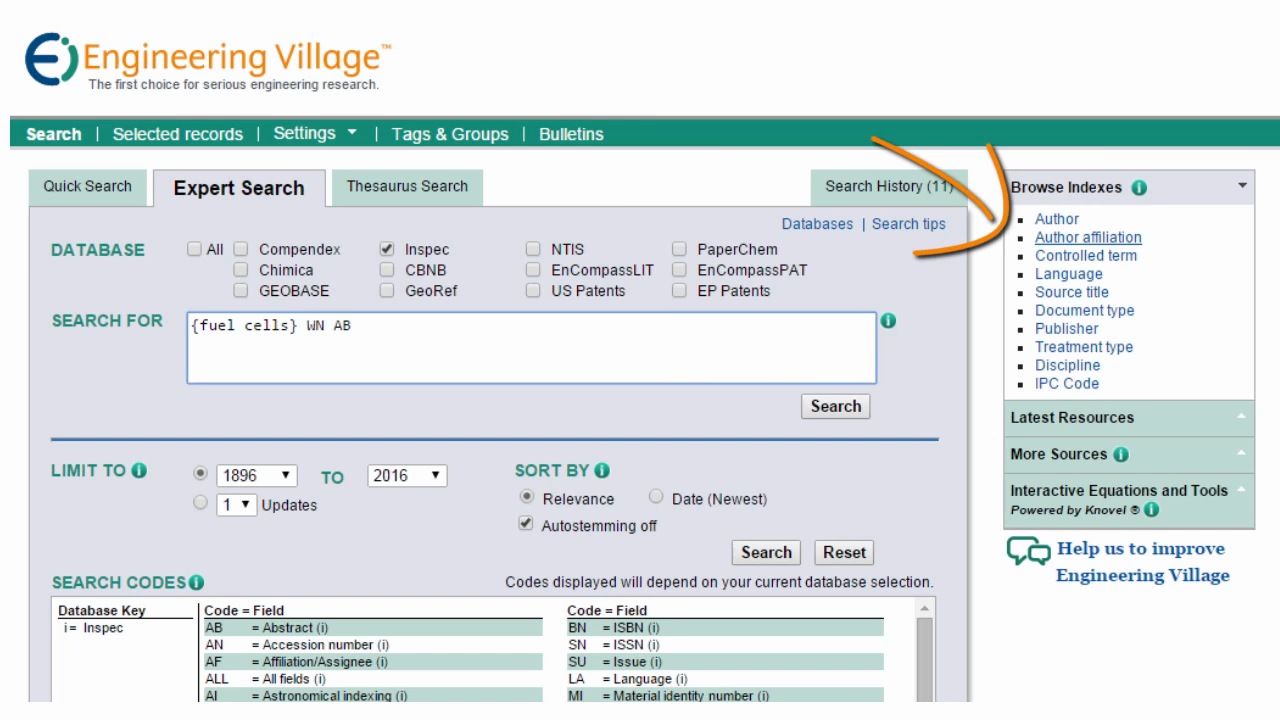 Engineering Village™
The first choice for serious engineering research.
Search | Selected records | Settings ▼ | Tags & Groups | Bulletins
Quick Search Expert Search Thesaurus Search Search History (11)
Databases | Search tips
DATABASE All Compendex Inspec NTIS PaperChem
Chimica CBNB EnCompassLIT EnCompassPAT
GEOBASE GeoRef US Patents EP Patents
SEARCH FOR {fuel cells} WN AB
Search
LIMIT TO 1896 TO 2016
1 Updates
SORT BY
Relevance Date (Newest)
Autostemming off
Search Reset
SEARCH CODES Codes displayed will depend on your current database selection.
Database Key
i= Inspec
Code = Field
AB = Abstract (i)
AN = Accession number (i)
AF = Affiliation/Assignee (i)
ALL = All fields (i)
AI = Astronomical indexing (i)
Code = Field
BN = ISBN (i)
SN = ISSN (i)
SU = Issue (i)
LA = Language (i)
MI = Material identity number (i)
Browse Indexes
Author
Author affiliation
Controlled term
Language
Source title
Document type
Publisher
Treatment type
Discipline
IPC Code
Latest Resources
More Sources
Interactive Equations and Tools
Powered by Knovel ®
Help us to improve
Engineering Village